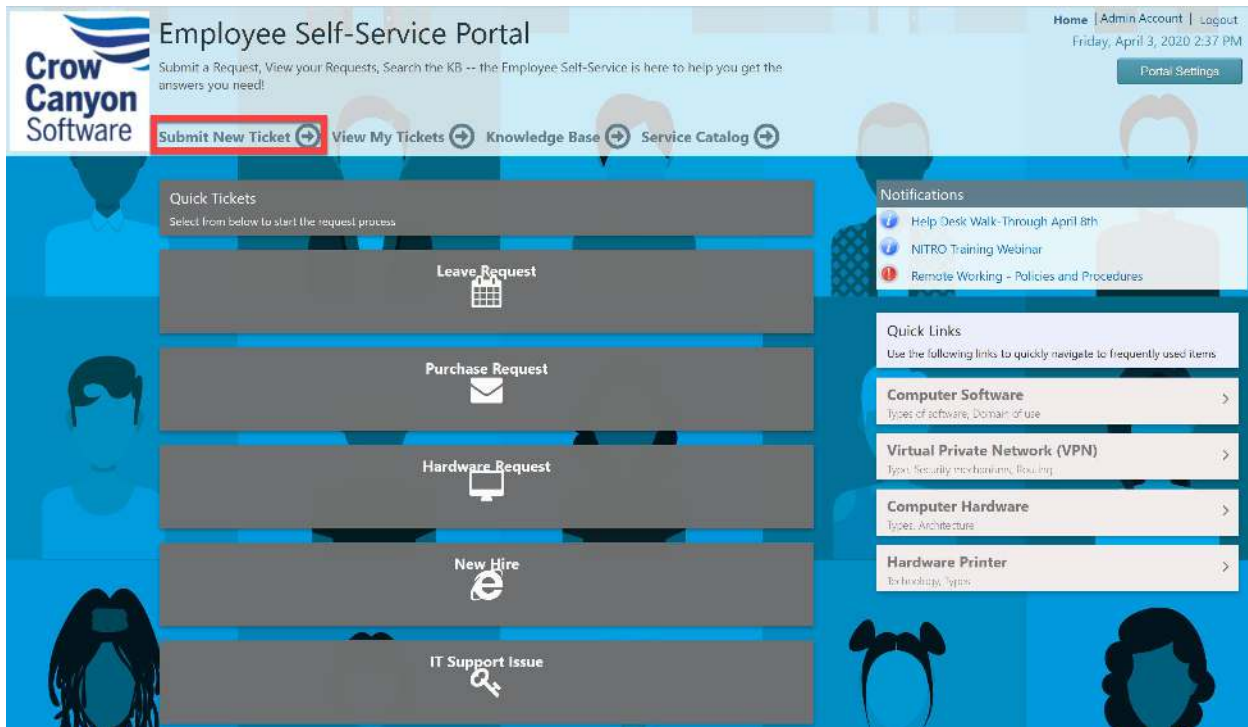 Crow
Canyon
Software
Employee Self-Service Portal
Submit a Request, View your Requests, Search the KB -- the Employee Self-Service is here to help you get the
answers you need!
Submit New Ticket View My Tickets Knowledge Base Service Catalog
Home | Admin Account | Logout
Friday, April 3, 2020 2:37 PM
Portal Settings
Quick Tickets
Select from below to start the request process
Leave Request
Purchase Request
Hardware Request
New Hire
IT Support Issue
Notifications
Help Desk Walk-Through April 8th
NITRO Training Webinar
Remote Working - Policies and Procedures
Quick Links
Use the following links to quickly navigate to frequently used items
Computer Software
Types of software, Domain of use
Virtual Private Network (VPN)
Type, Security mechanisms, Routing
Computer Hardware
Types, Architecture
Hardware Printer
Technology, Types